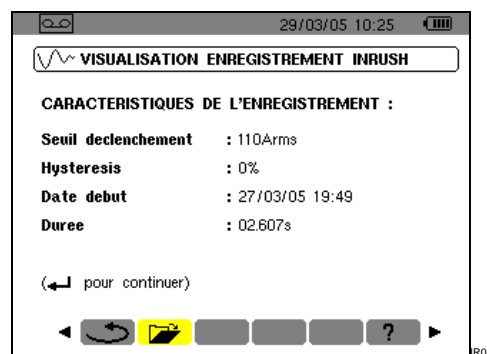 29/03/05 10:25
VISUALISATION ENREGISTREMENT INRUSH
CARACTERISTIQUES DE L'ENREGISTREMENT :
Seuil declenchement : 110Arms
Hysteresis : 0%
Date debut : 27/03/05 19:49
Duree : 02.607s
(↵ pour continuer)
?